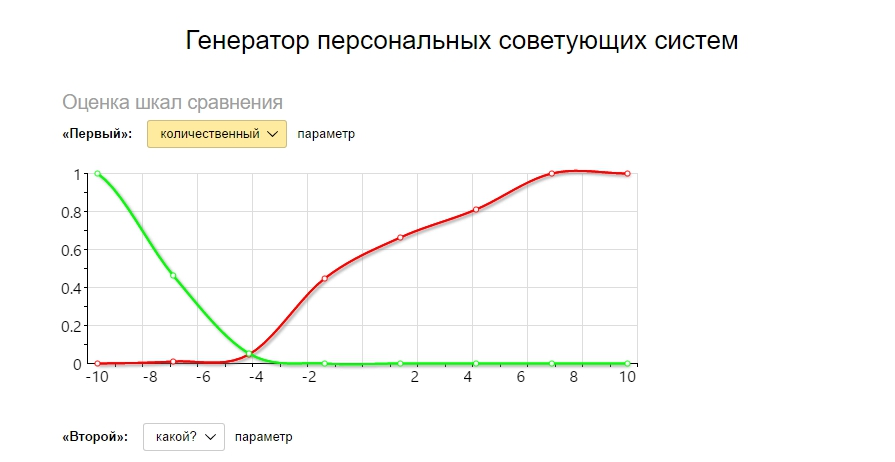 Генератор персональных советующих систем
Оценка шкал сравнения
«Первый»: количественный параметр
1
0.8
0.6
0.4
0.2
0
-10 -8 -6 -4 -2 2 4 6 8 10
«Второй»: какой? параметр